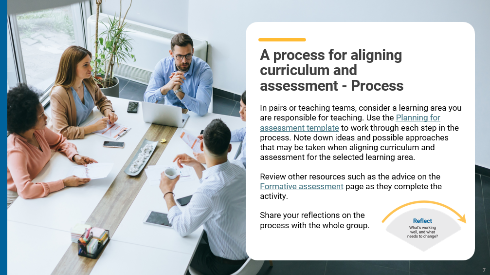 A process for aligning
curriculum and
assessment - Process
In pairs or teaching teams, consider a learning area you
are responsible for teaching. Use the Planning for
assessment template to work through each step in the
process. Note down ideas and possible approaches
that may be taken when aligning curriculum and
assessment for the selected learning area.
Review other resources such as the advice on the
Formative assessment page as they complete the
activity.
Share your reflections on the
process with the whole group.
Reflect
What's working
well, and what
needs to change?
7